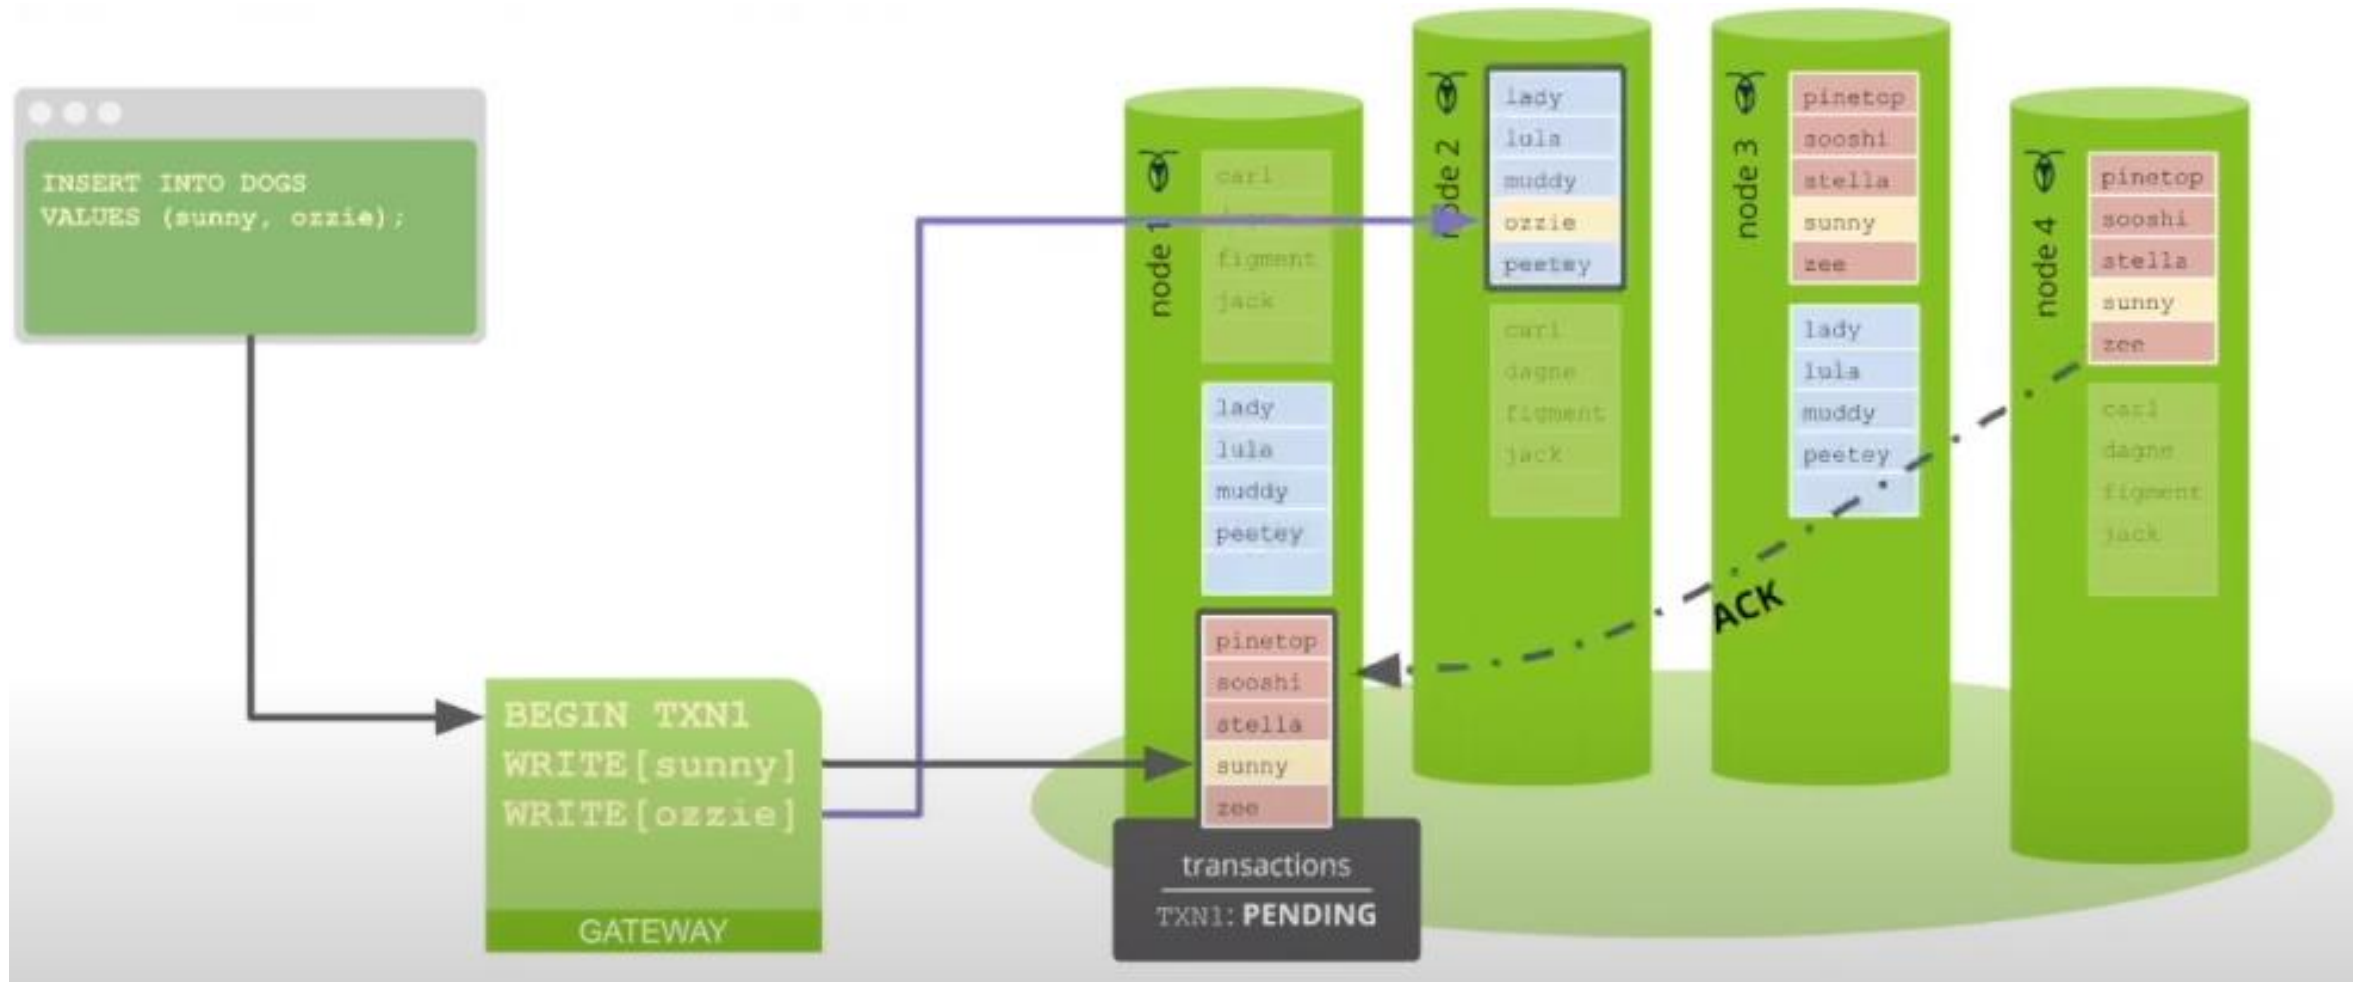 INSERT INTO DOGS
VALUES (sunny, ozzie);
BEGIN TXN1
WRITE[sunny]
WRITE[ozzie]
GATEWAY
node 1
carl
figment
jack
lady
lula
muddy
peetey
pinetop
sooshi
stella
sunny
zee
transactions
TXN1: PENDING
node 2
lady
lula
muddy
ozzie
peetey
carl
dagne
figment
jack
node 3
pinetop
sooshi
stella
sunny
zee
lady
lula
muddy
peetey
ACK
node 4
pinetop
sooshi
stella
sunny
zee
carl
dagne
figment
jack